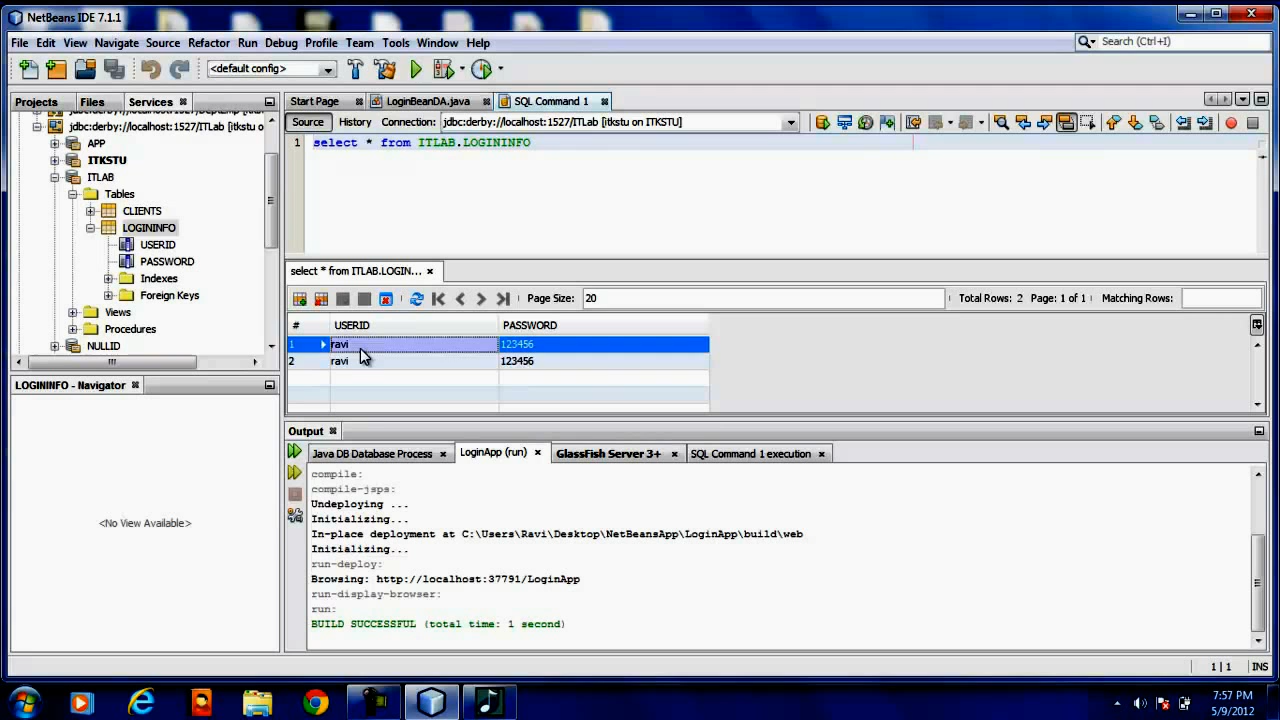 NetBeans IDE 7.1.1
File Edit View Navigate Source Refactor Run Debug Profile Team Tools Window Help
Search (Ctrl+I)
<default config>
Projects Files Services
Start Page LoginBeanDA.java SQL Command 1
jdbc:derby://localhost:1527/ITLab [itkstu o
APP
ITKSTU
ITLAB
Tables
CLIENTS
LOGININFO
USERID
PASSWORD
Indexes
Foreign Keys
Views
Procedures
NULLID
Source History Connection: jdbc:derby://localhost:1527/ITLab [itkstu on ITKSTU]
1 select * from ITLAB.LOGININFO
select * from ITLAB.LOGIN...
Page Size: 20 Total Rows: 2 Page: 1 of 1 Matching Rows:
# USERID PASSWORD
1 ravi 123456
2 ravi 123456
LOGININFO - Navigator
<No View Available>
Output
Java DB Database Process LoginApp (run) GlassFish Server 3+ SQL Command 1 execution
compile:
compile-jsps:
Undeploying ...
Initializing...
In-place deployment at C:\Users\Ravi\Desktop\NetBeansApp\LoginApp\build\web
Initializing...
run-deploy:
Browsing: http://localhost:37791/LoginApp
run-display-browser:
run:
BUILD SUCCESSFUL (total time: 1 second)
1 | 1 INS
7:57 PM
5/9/2012